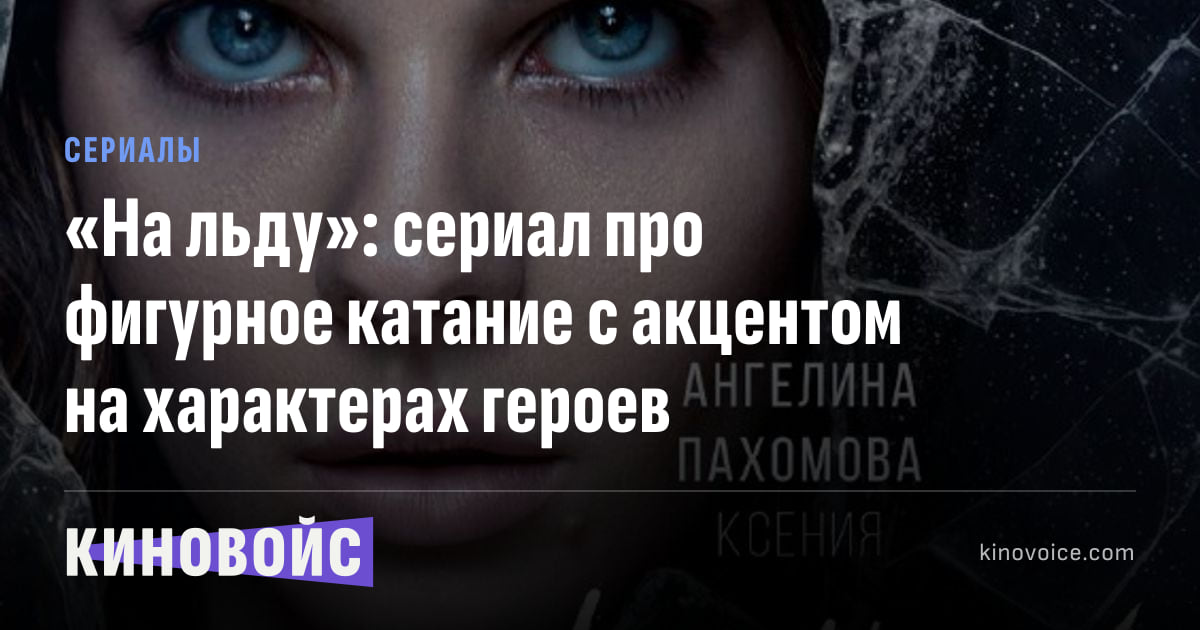 СЕРИАЛЫ
«На льду»: сериал про
фигурное катание с акцентом
на характерах героев
АНГЕЛИНА
ПАХОМОВА
КСЕНИЯ
КИНОВОЙС
kinovoice.com